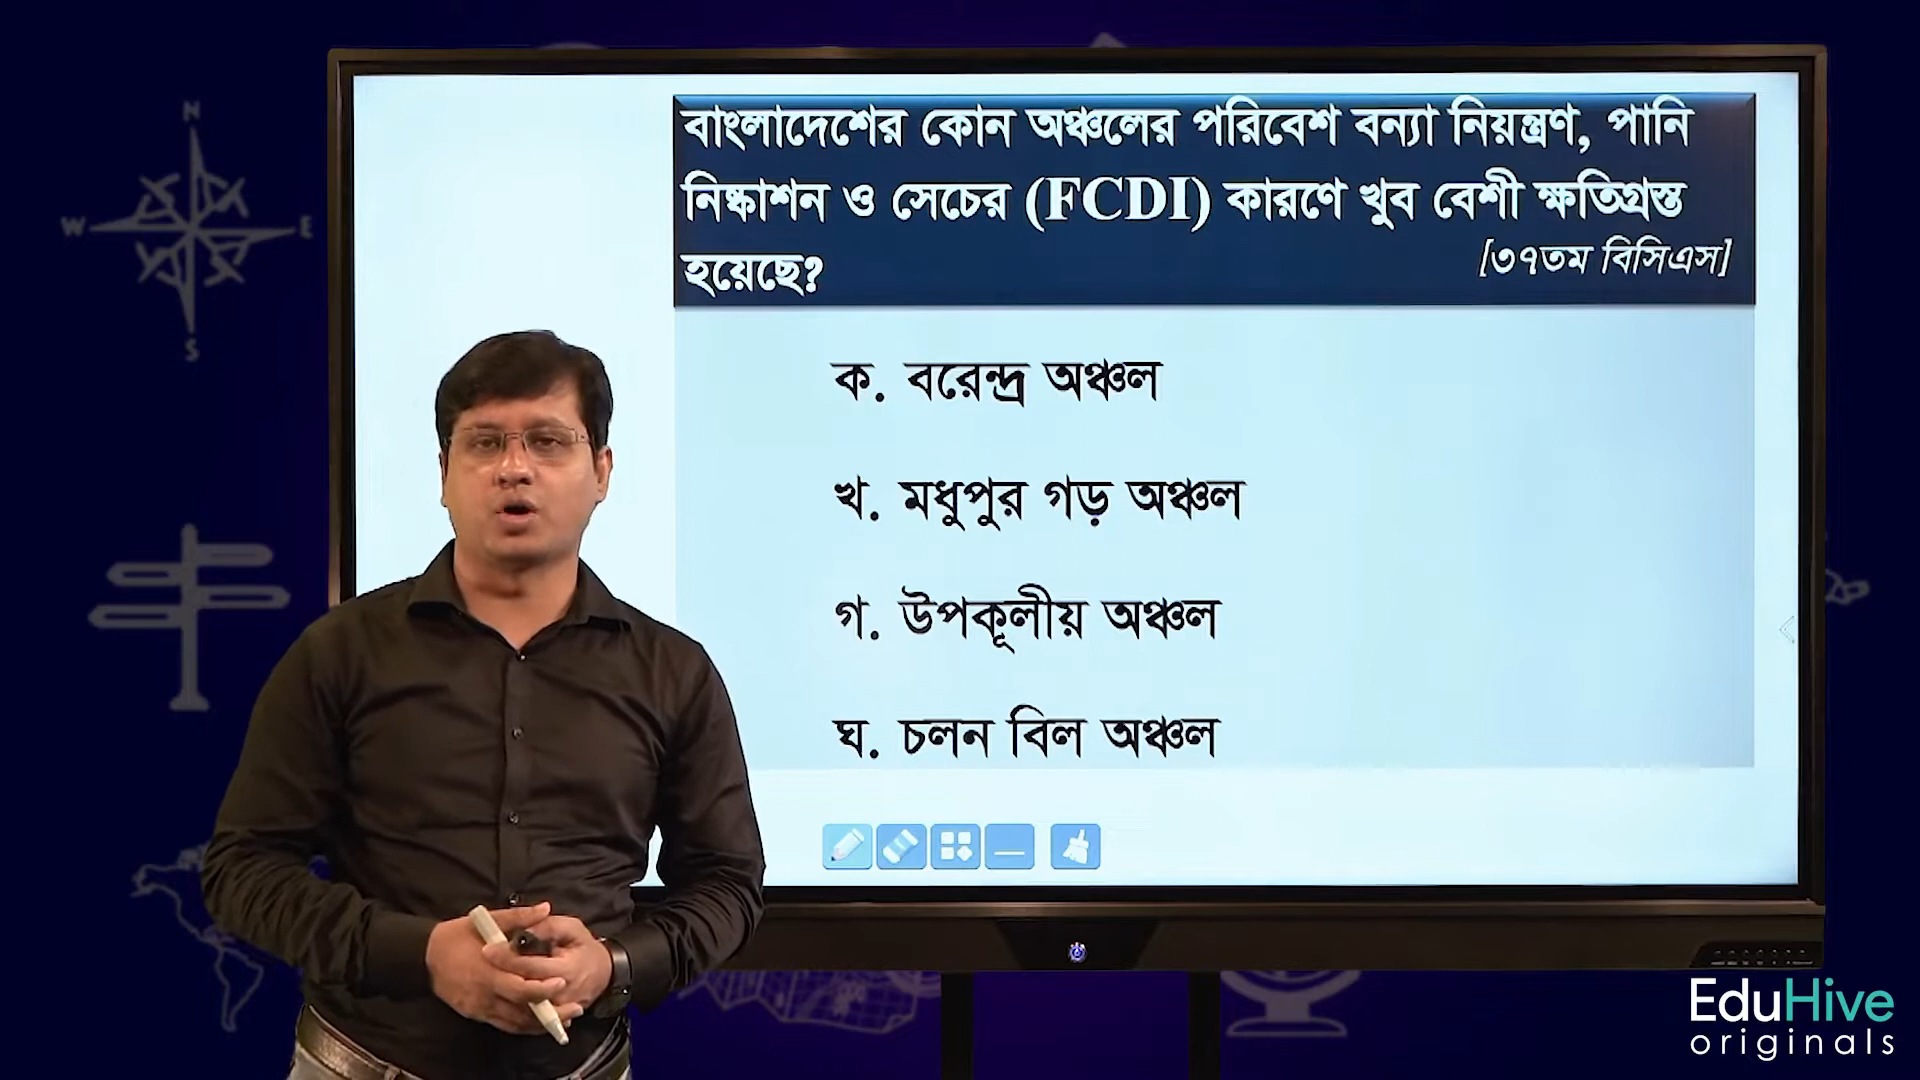 বাংলাদেশের কোন অঞ্চলের পরিবেশ বন্যা নিয়ন্ত্রণ, পানি
নিষ্কাশন ও সেচের (FCDI) কারণে খুব বেশী ক্ষতিগ্রস্ত
হয়েছে?
[৩৭তম বিসিএস]
ক. বরেন্দ্র অঞ্চল
খ. মধুপুর গড় অঞ্চল
গ. উপকূলীয় অঞ্চল
ঘ. চলন বিল অঞ্চল
N
W E
S
EduHive
originals